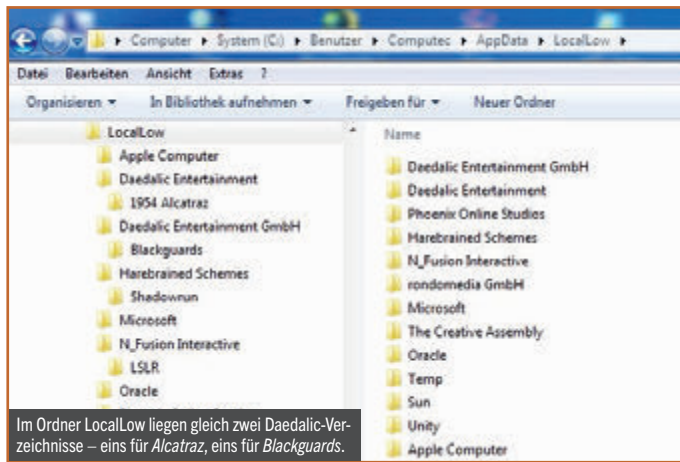 Computer ▸ System (C:) ▸ Benutzer ▸ Computec ▸ AppData ▸ LocalLow ▸
Datei Bearbeiten Ansicht Extras ?
Organisieren In Bibliothek aufnehmen Freigeben für Neuer Ordner
LocalLow
Apple Computer
Daedalic Entertainment
1954 Alcatraz
Daedalic Entertainment GmbH
Blackguards
Harebrained Schemes
Shadowrun
Microsoft
N_Fusion Interactive
LSLR
Oracle
Name
Daedalic Entertainment GmbH
Daedalic Entertainment
Phoenix Online Studios
Harebrained Schemes
N_Fusion Interactive
rondomedia GmbH
Microsoft
The Creative Assembly
Oracle
Temp
Sun
Unity
Apple Computer
Im Ordner LocalLow liegen gleich zwei Daedalic-Ver-
zeichnisse – eins für Alcatraz, eins für Blackguards.